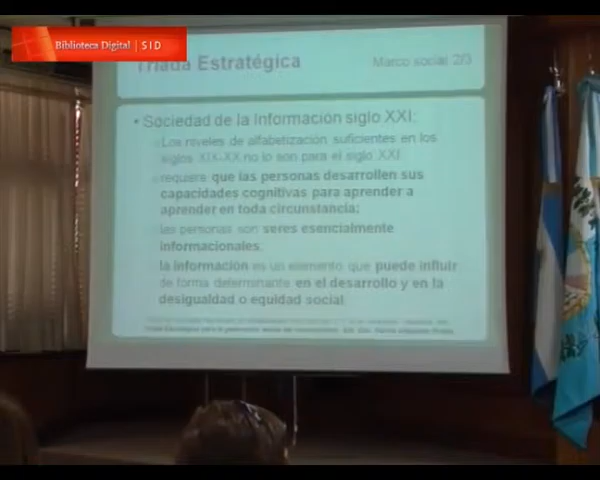 Biblioteca Digital | SID
Triada Estratégica
Marco social 2/3
• Sociedad de la Información siglo XXI:
Los niveles de alfabetización suficientes en los
siglos XIX-XX no lo son para el siglo XXI
requiere que las personas desarrollen sus
capacidades cognitivas para aprender a
aprender en toda circunstancia;
las personas son seres esencialmente
informacionales.
la información es un elemento que puede influir
de forma determinante en el desarrollo y en la
desigualdad o equidad social